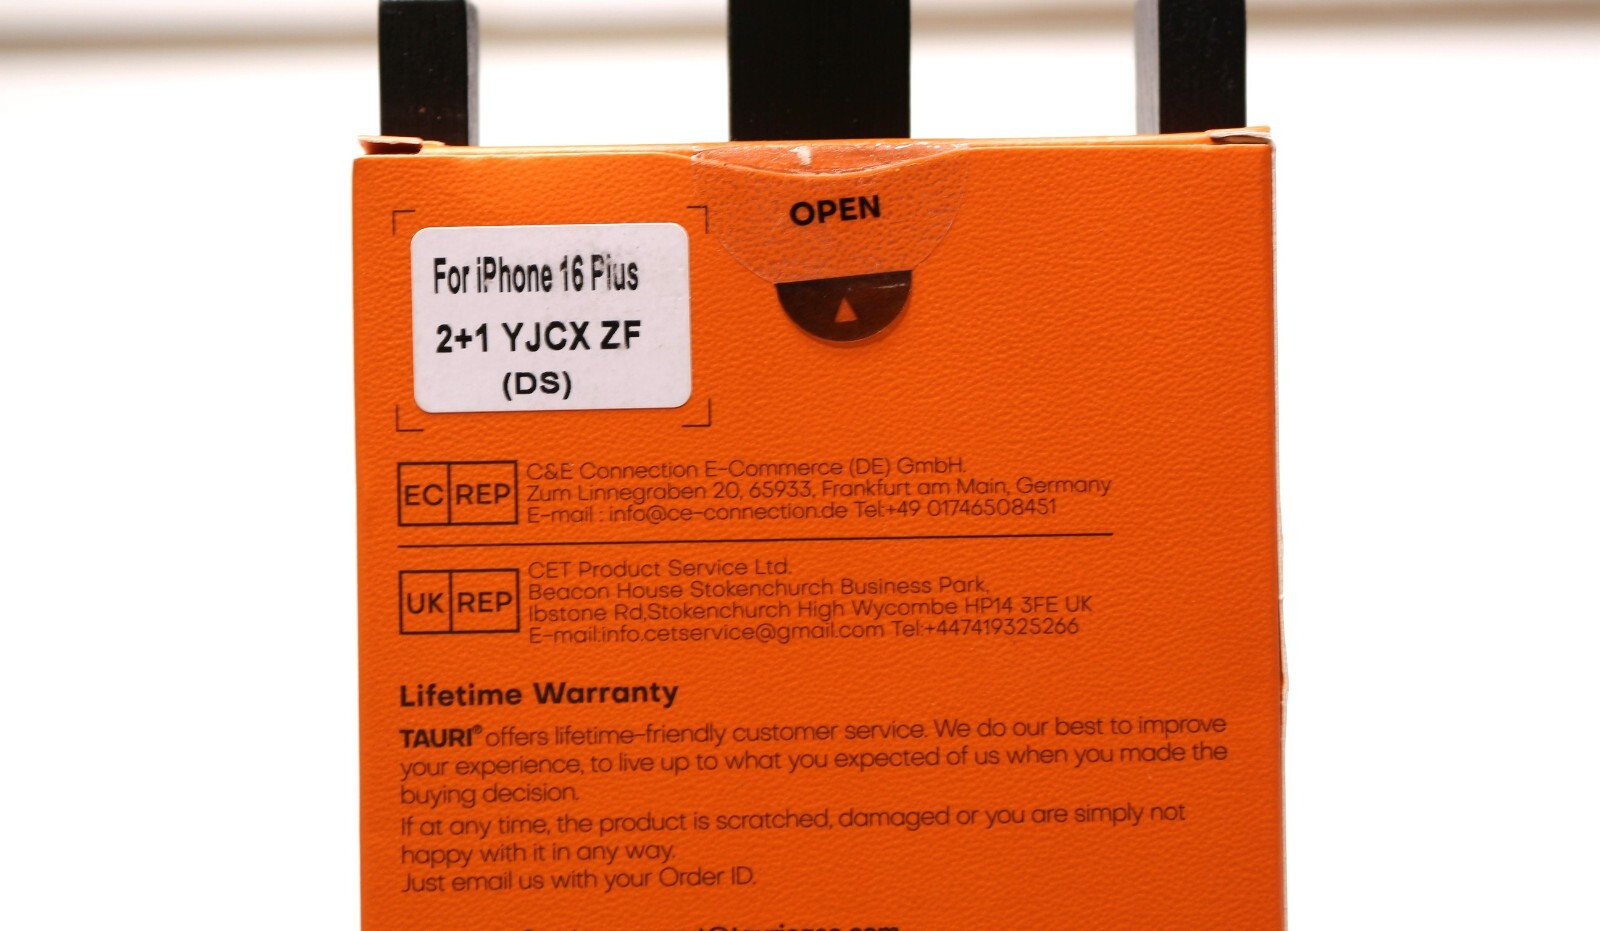 OPEN
For iPhone 16 Plus
2+1 YJCX ZF
(DS)
EC REP
C&E Connection E-Commerce (DE) GmbH.
Zum Linnegraben 20, 65933, Frankfurt am Main, Germany
E-mail : info@ce-connection.de Tel:+49 01746508451
UK REP
CET Product Service Ltd.
Beacon House Stokenchurch Business Park,
Ibstone Rd,Stokenchurch High Wycombe HP14 3FE UK
E-mail:info.cetservice@gmail.com Tel:+447419325266
Lifetime Warranty
TAURI® offers lifetime-friendly customer service. We do our best to improve
your experience, to live up to what you expected of us when you made the
buying decision.
If at any time, the product is scratched, damaged or you are simply not
happy with it in any way.
Just email us with your Order ID.